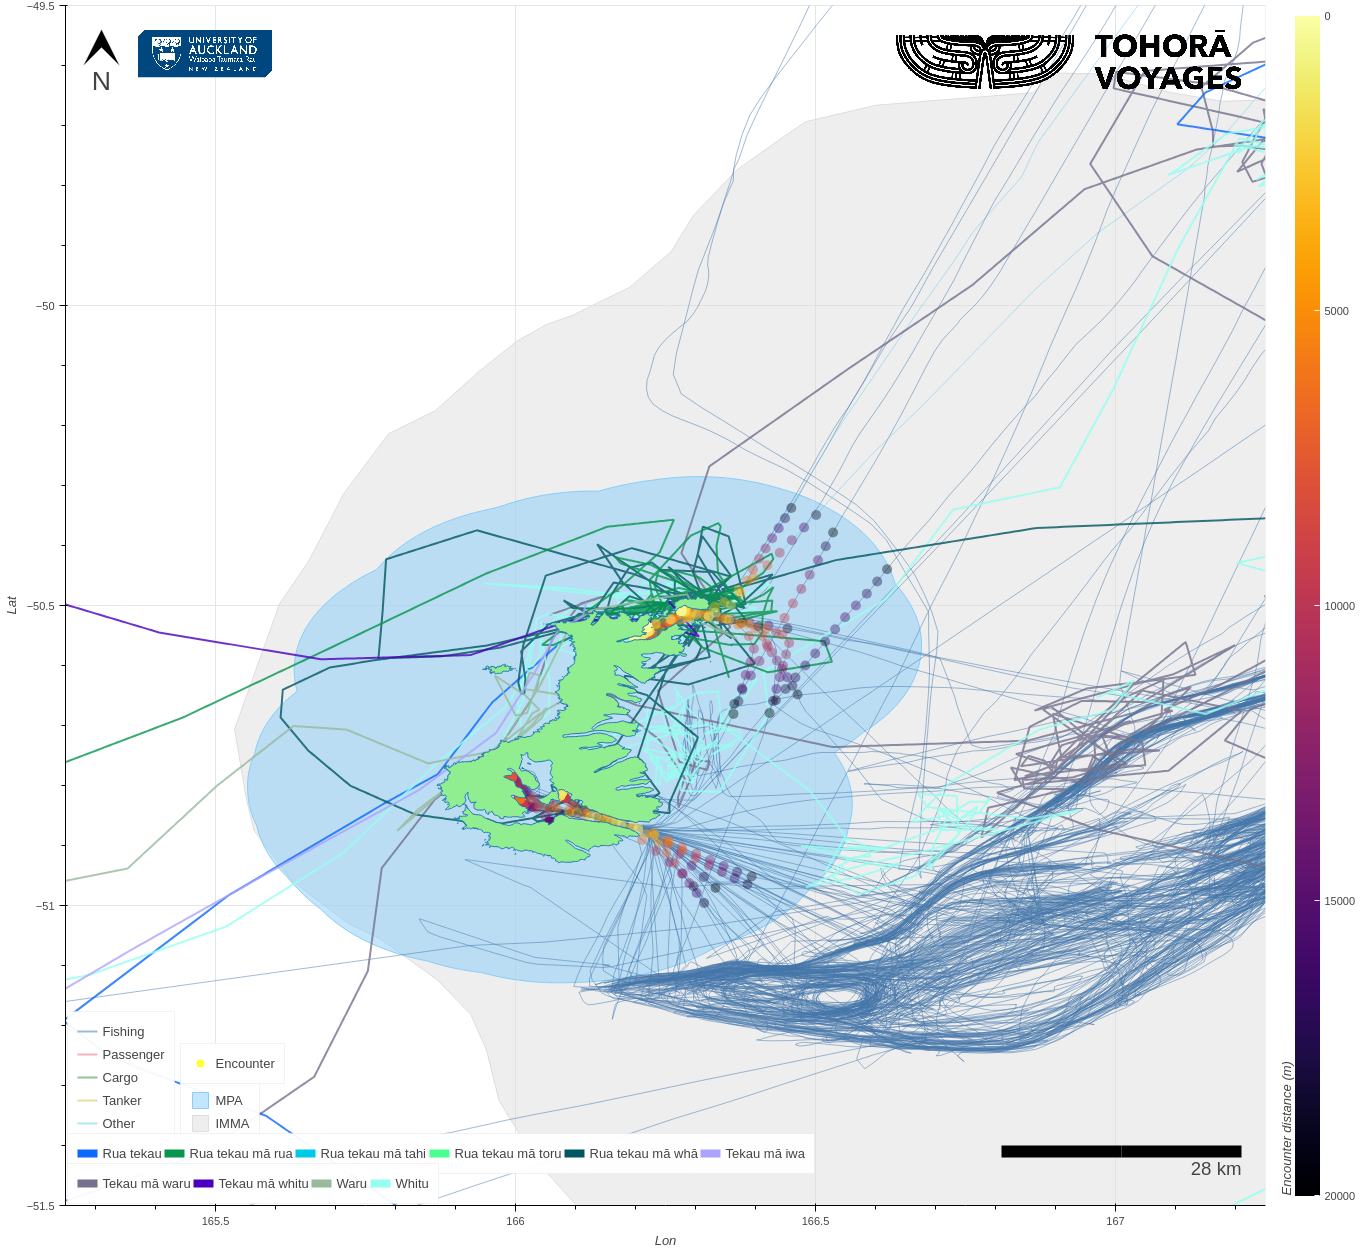 −49.5
−50
−50.5
−51
−51.5
Lat
165.5
166
166.5
167
Lon
N
UNIVERSITY OF
AUCKLAND
Waipapa Taumata Rau
NEW ZEALAND
TOHORĀ
VOYAGES
Fishing
Passenger
Cargo
Tanker
Other
Encounter
MPA
IMMA
Rua tekau
Rua tekau mā rua
Rua tekau mā tahi
Rua tekau mā toru
Rua tekau mā whā
Tekau mā iwa
Tekau mā waru
Tekau mā whitu
Waru
Whitu
28 km
0
5000
10000
15000
20000
Encounter distance (m)